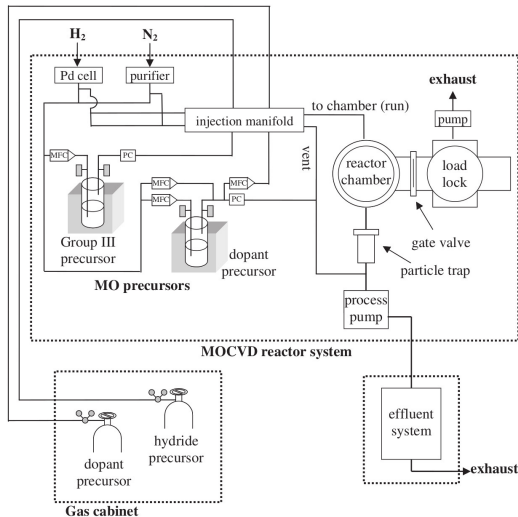 H2
N2
Pd cell
purifier
exhaust
pump
injection manifold
to chamber (run)
vent
reactor
chamber
load
lock
MFC
PC
MFC
MFC
MFC
PC
Group III
precursor
dopant
precursor
MO precursors
gate valve
particle trap
process
pump
MOCVD reactor system
effluent
system
exhaust
hydride
precursor
dopant
precursor
Gas cabinet